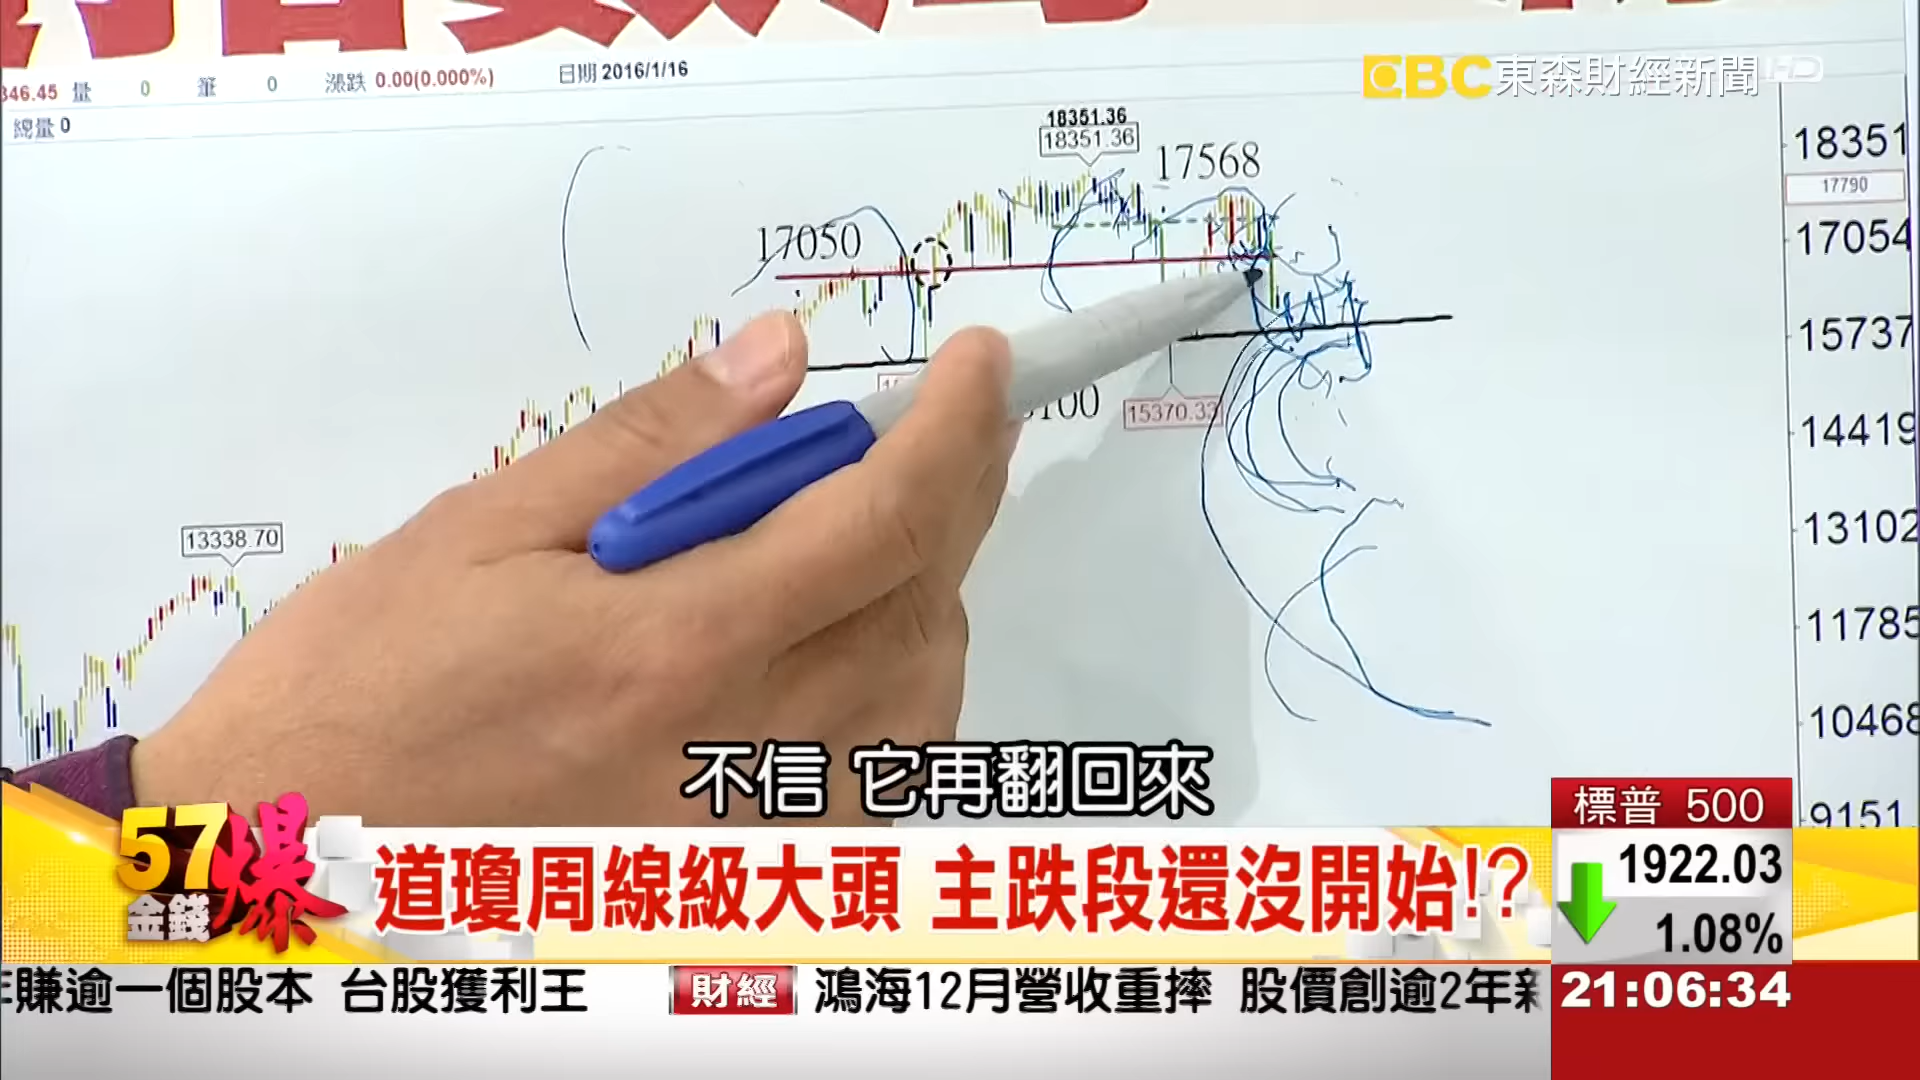 346.45 量 0 筆 0 漲跌 0.00(0.000%) 日期 2016/1/16
總量 0
EBC 東森財經新聞 HD
18351.36
18351.36
17568
17050
18351
17790
17054
15737
15370.33
14419
13338.70
13102
11785
10468
9151
不信 它再翻回來
57金錢爆
道瓊周線級大頭 主跌段還沒開始!?
標普 500
1922.03
1.08%
賺逾一個股本 台股獲利王 財經 鴻海12月營收重摔 股價創逾2年新
21:06:34